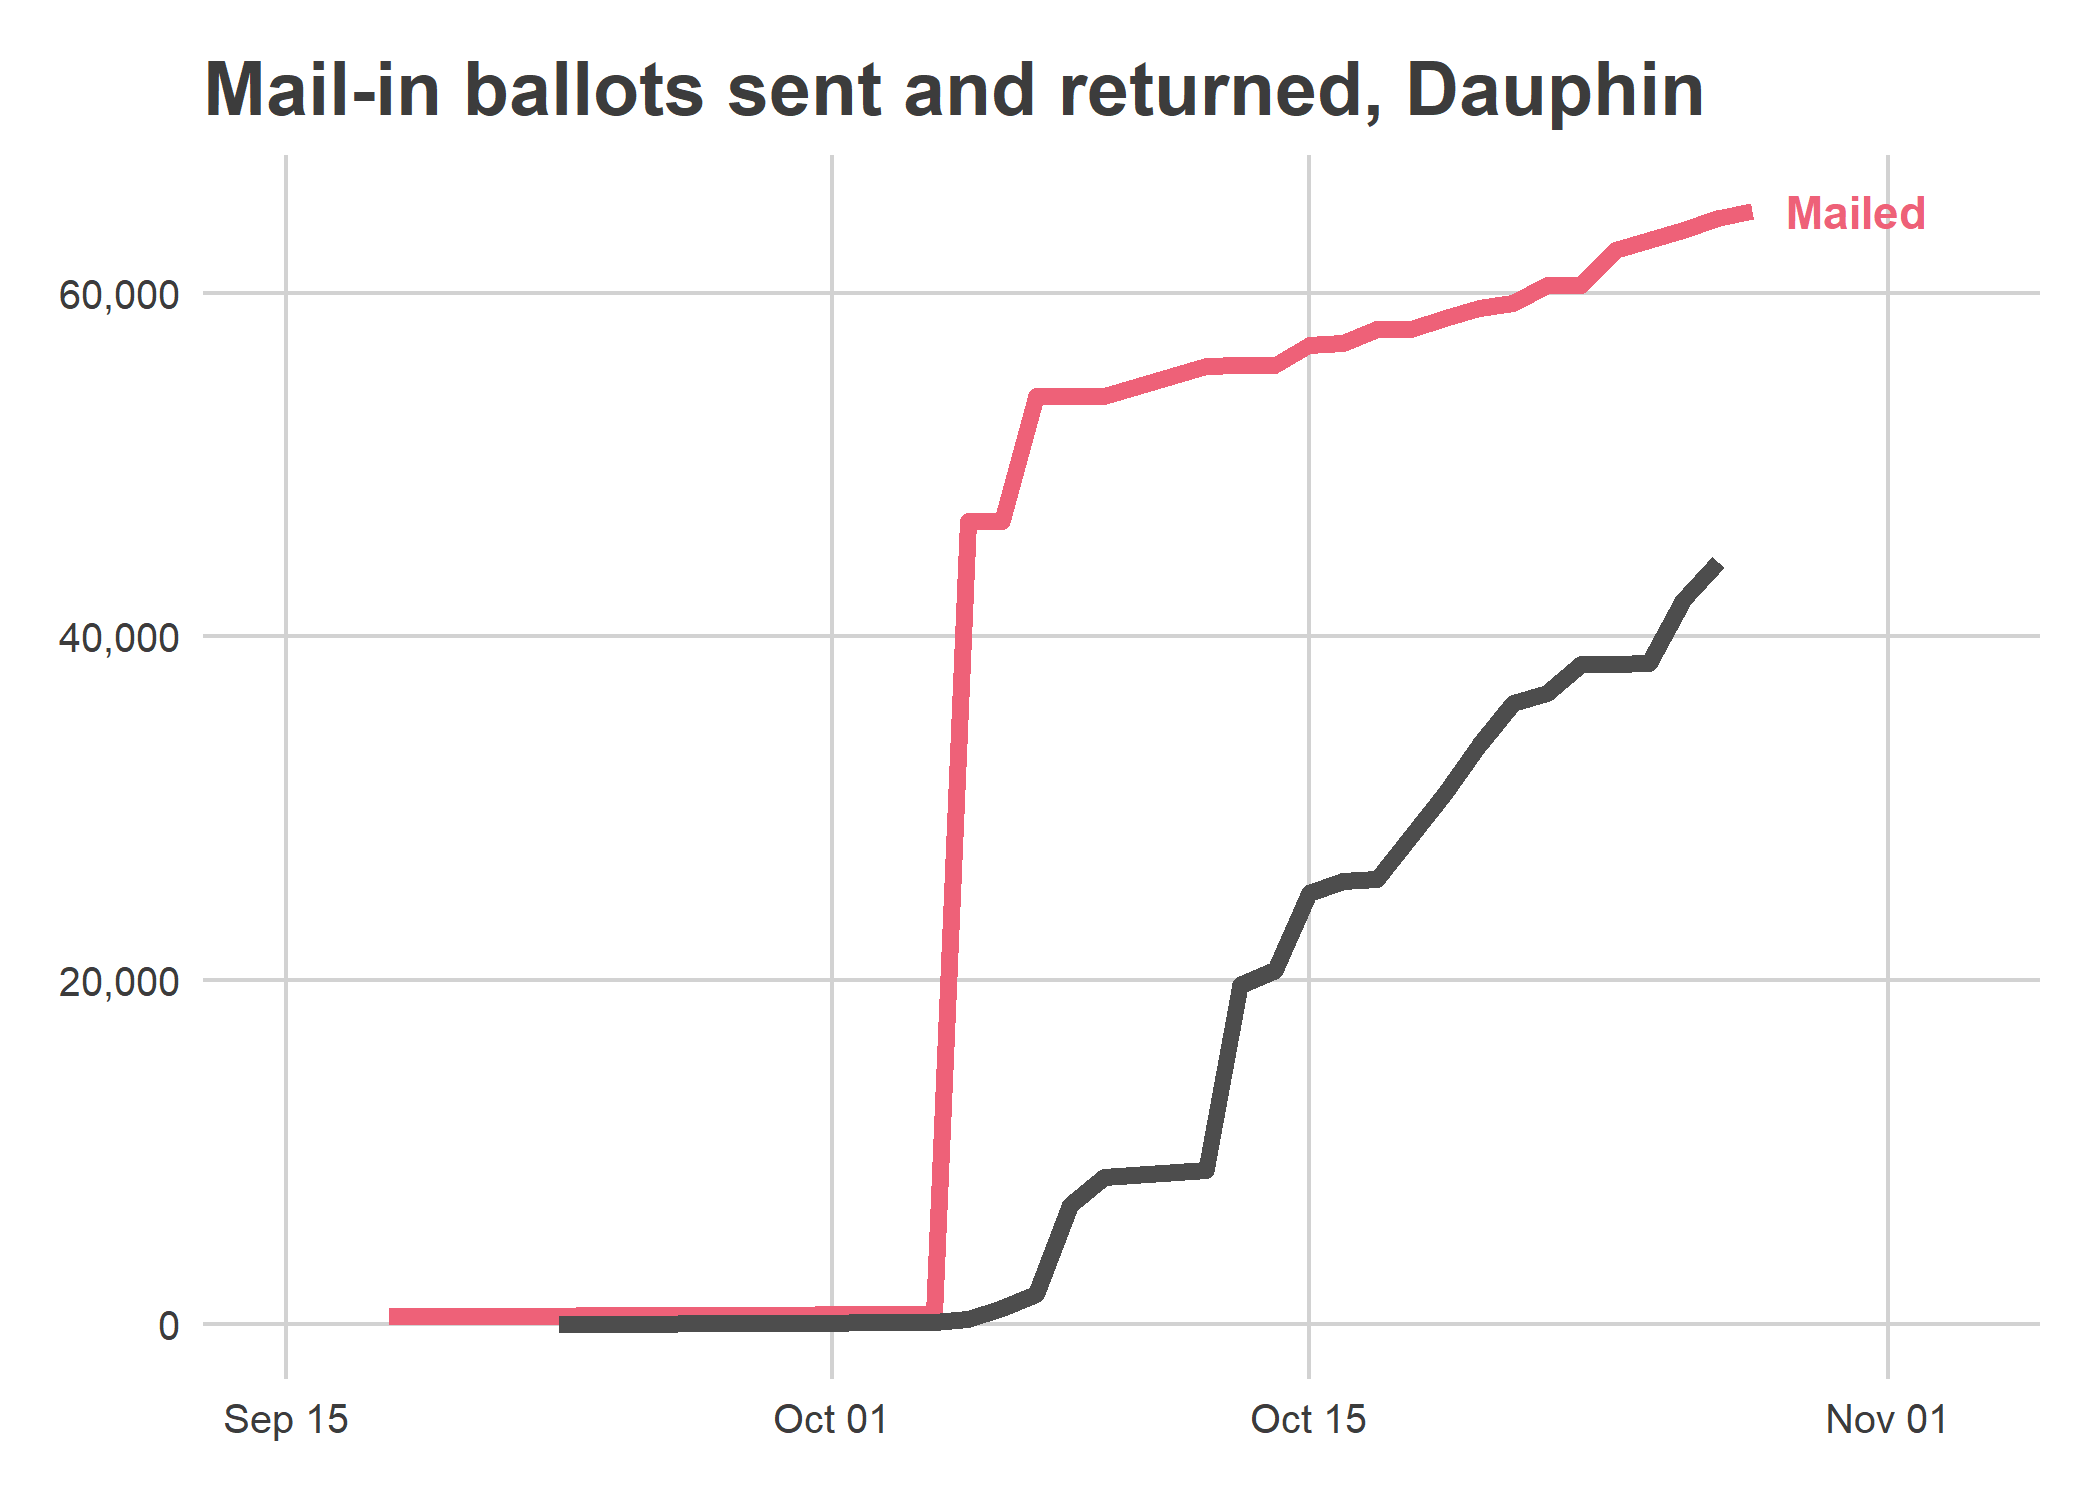 Mail-in ballots sent and returned, Dauphin
Mailed
60,000
40,000
20,000
0
Sep 15
Oct 01
Oct 15
Nov 01